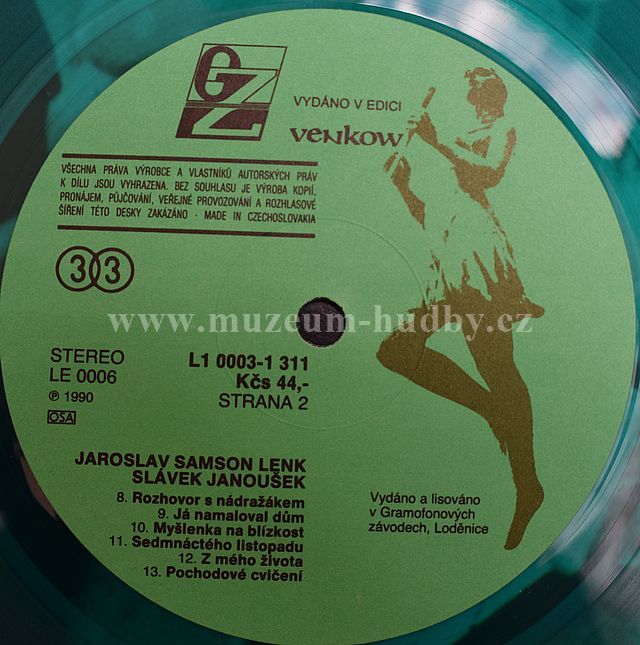 GZ
VYDÁNO V EDICI
VENKOW
VŠECHNA PRÁVA VÝROBCE A VLASTNÍKŮ AUTORSKÝCH PRÁV
K DÍLU JSOU VYHRAZENA. BEZ SOUHLASU JE VÝROBA KOPIÍ,
PRONÁJEM, PŮJČOVÁNÍ, VEŘEJNÉ PROVOZOVÁNÍ A ROZHLASOVÉ
ŠÍŘENÍ TÉTO DESKY ZAKÁZÁNO · MADE IN CZECHOSLOVAKIA
33
www.muzeum-hudby.cz
STEREO
LE 0006
℗ 1990
OSA
L1 0003-1 311
Kčs 44,-
STRANA 2
JAROSLAV SAMSON LENK
SLÁVEK JANOUŠEK
8. Rozhovor s nádražákem
9. Já namaloval dům
10. Myšlenka na blízkost
11. Sedmnáctého listopadu
12. Z mého života
13. Pochodové cvičení
Vydáno a lisováno
v Gramofonových
závodech, Loděnice